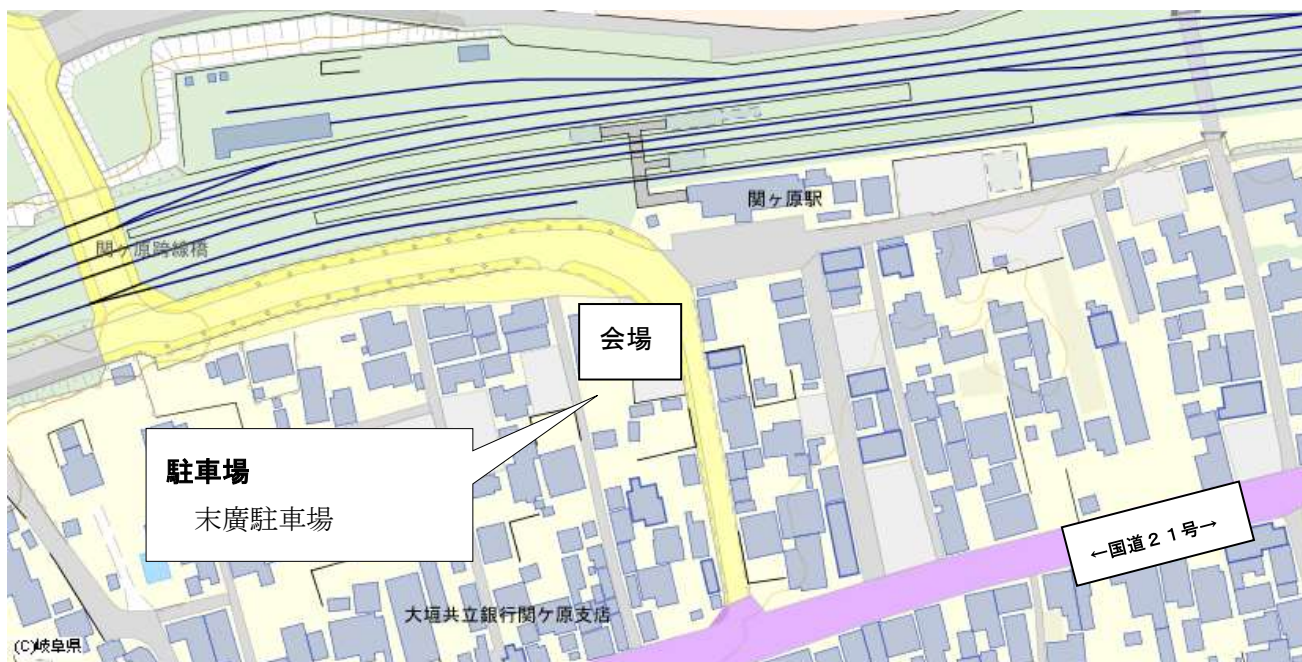 関ヶ原駅
関ヶ原跨線橋
会場
駐車場
末廣駐車場
←国道21号→
大垣共立銀行関ケ原支店
(C)岐阜県